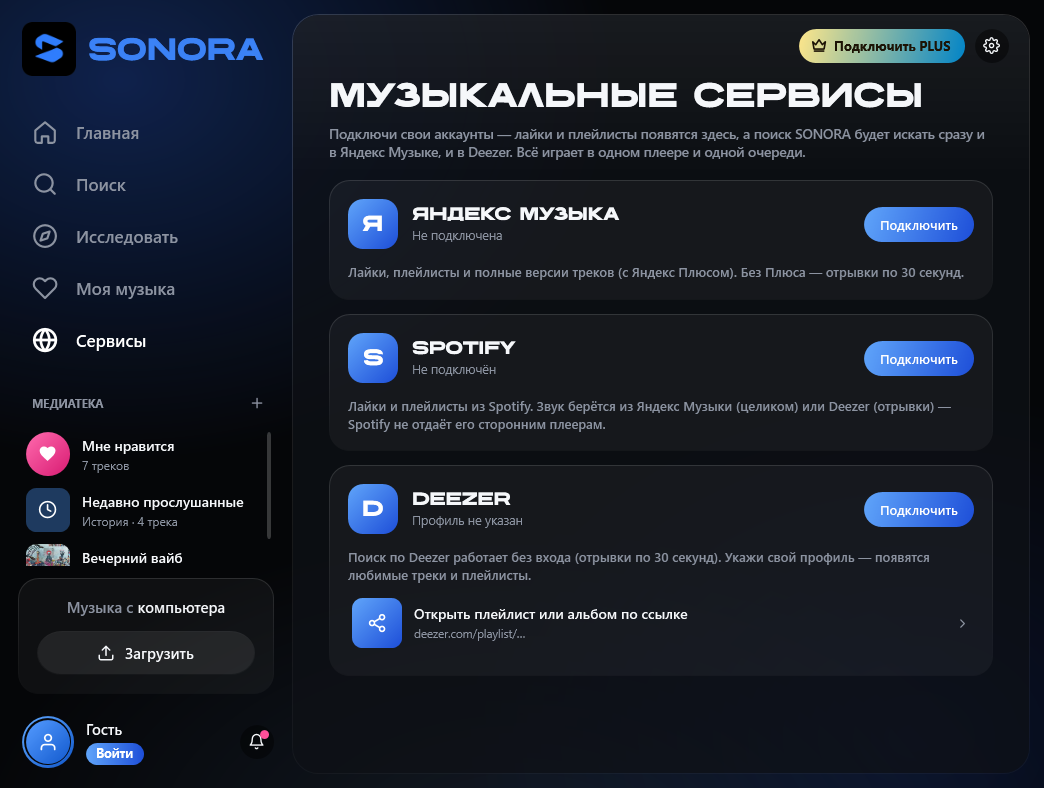 SONORA
Главная
Поиск
Исследовать
Моя музыка
Сервисы
МЕДИАТЕКА
Мне нравится
7 треков
Недавно прослушанные
История · 4 трека
Вечерний вайб
Музыка с компьютера
Загрузить
Гость
Войти
Подключить PLUS
МУЗЫКАЛЬНЫЕ СЕРВИСЫ
Подключи свои аккаунты — лайки и плейлисты появятся здесь, а поиск SONORA будет искать сразу и
в Яндекс Музыке, и в Deezer. Всё играет в одном плеере и одной очереди.
Я
ЯНДЕКС МУЗЫКА
Не подключена
Подключить
Лайки, плейлисты и полные версии треков (с Яндекс Плюсом). Без Плюса — отрывки по 30 секунд.
S
SPOTIFY
Не подключён
Подключить
Лайки и плейлисты из Spotify. Звук берётся из Яндекс Музыки (целиком) или Deezer (отрывки) —
Spotify не отдаёт его сторонним плеерам.
D
DEEZER
Профиль не указан
Подключить
Поиск по Deezer работает без входа (отрывки по 30 секунд). Укажи свой профиль — появятся
любимые треки и плейлисты.
Открыть плейлист или альбом по ссылке
deezer.com/playlist/...